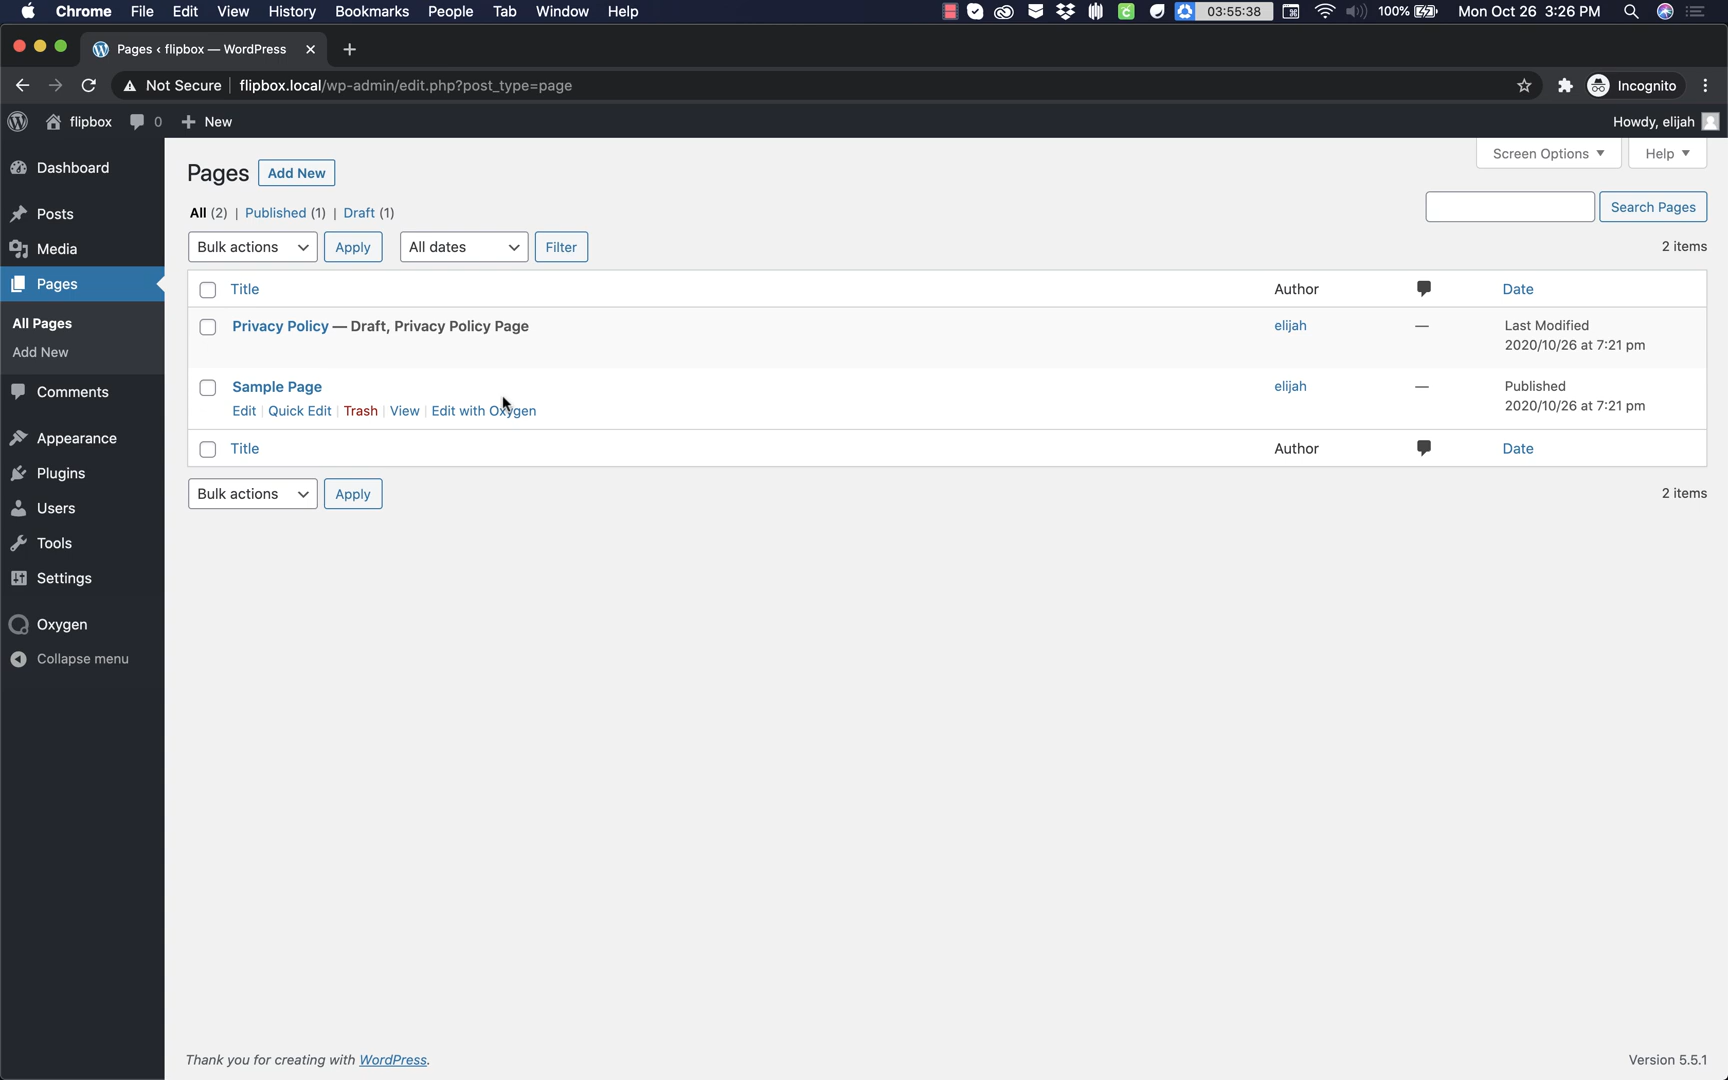 Chrome File Edit View History Bookmarks People Tab Window Help 03:55:38 100% Mon Oct 26 3:26 PM
Pages ‹ flipbox — WordPress
Not Secure flipbox.local/wp-admin/edit.php?post_type=page Incognito
flipbox 0 New Howdy, elijah
Screen Options Help
Dashboard
Posts
Media
Pages
All Pages
Add New
Comments
Appearance
Plugins
Users
Tools
Settings
Oxygen
Collapse menu
Pages Add New
All (2) | Published (1) | Draft (1)
Search Pages
Bulk actions Apply All dates Filter 2 items
Title Author Date
Privacy Policy — Draft, Privacy Policy Page elijah — Last Modified
2020/10/26 at 7:21 pm
Sample Page elijah — Published
2020/10/26 at 7:21 pm
Edit | Quick Edit | Trash | View | Edit with Oxygen
Title Author Date
Bulk actions Apply 2 items
Thank you for creating with WordPress. Version 5.5.1